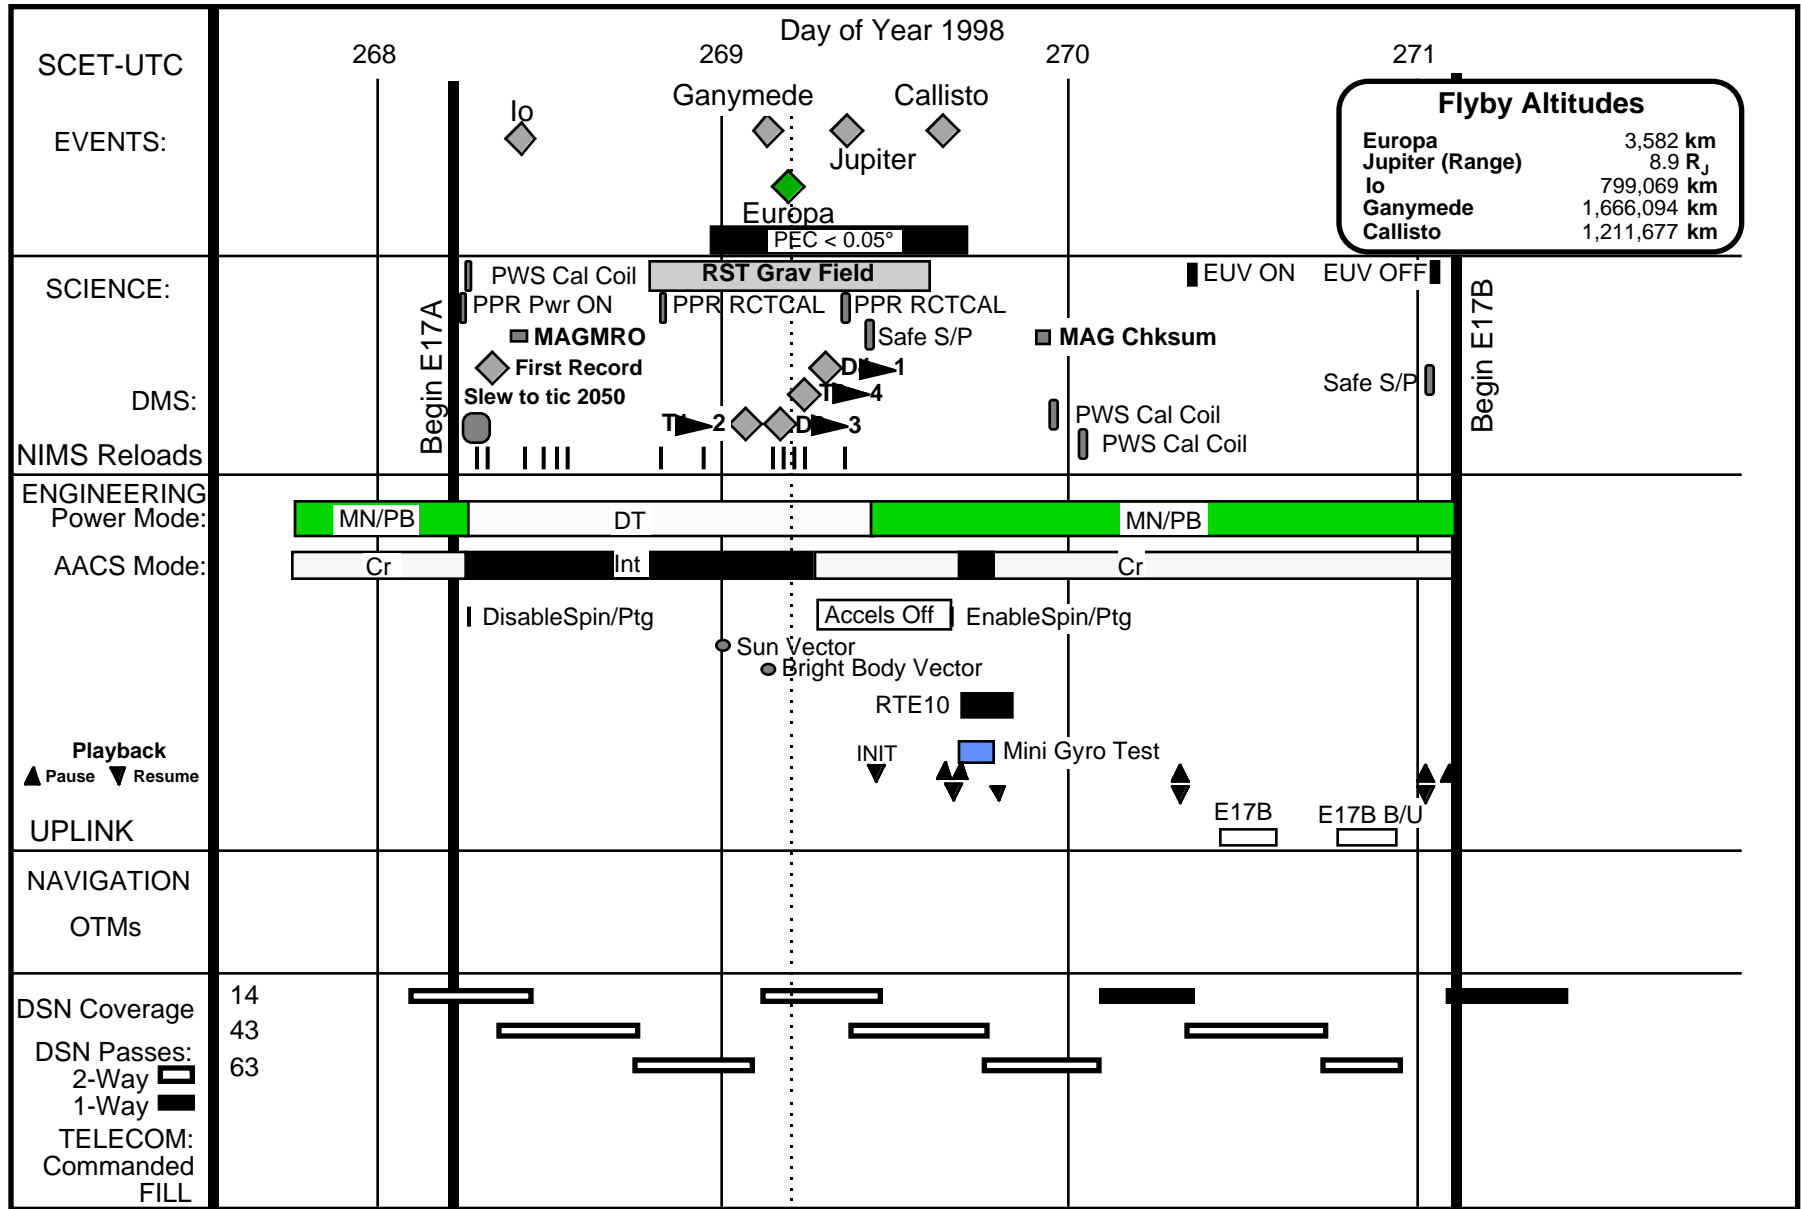 Day of Year 1998
SCET-UTC
268
269
270
271
EVENTS:
Io
Ganymede
Callisto
Jupiter
Europa
PEC < 0.05°
Flyby Altitudes
Europa 3,582 km
Jupiter (Range) 8.9 RJ
Io 799,069 km
Ganymede 1,666,094 km
Callisto 1,211,677 km
SCIENCE:
Begin E17A
Begin E17B
PWS Cal Coil
RST Grav Field
EUV ON
EUV OFF
PPR Pwr ON
PPR RCTCAL
PPR RCTCAL
MAGMRO
Safe S/P
MAG Chksum
First Record
1
Safe S/P
Slew to tic 2050
DMS:
4
PWS Cal Coil
2
3
PWS Cal Coil
NIMS Reloads
ENGINEERING
Power Mode:
MN/PB
DT
MN/PB
AACS Mode:
Cr
Int
Cr
DisableSpin/Ptg
Accels Off
EnableSpin/Ptg
Sun Vector
Bright Body Vector
RTE10
Playback
Pause
Resume
INIT
Mini Gyro Test
UPLINK
E17B
E17B B/U
NAVIGATION
OTMs
DSN Coverage
14
43
63
DSN Passes:
2-Way
1-Way
TELECOM:
Commanded
FILL